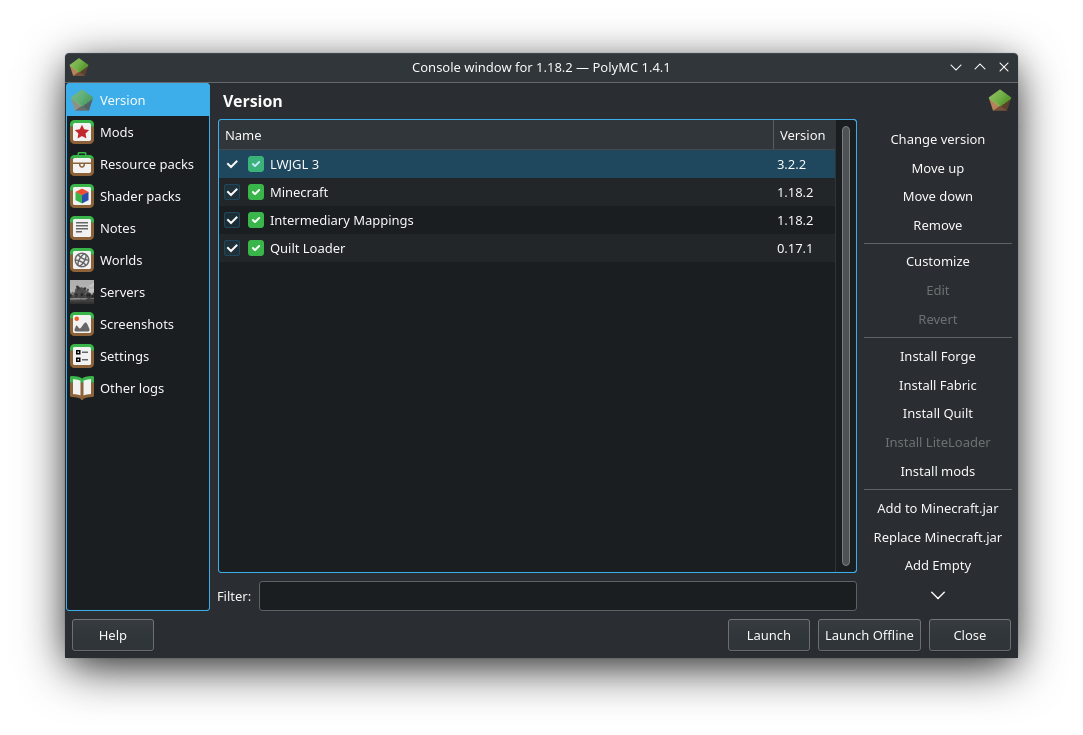 Console window for 1.18.2 — PolyMC 1.4.1
Version
Mods
Resource packs
Shader packs
Notes
Worlds
Servers
Screenshots
Settings
Other logs
Version
Name Version
LWJGL 3 3.2.2
Minecraft 1.18.2
Intermediary Mappings 1.18.2
Quilt Loader 0.17.1
Filter:
Change version
Move up
Move down
Remove
Customize
Edit
Revert
Install Forge
Install Fabric
Install Quilt
Install LiteLoader
Install mods
Add to Minecraft.jar
Replace Minecraft.jar
Add Empty
Help Launch Launch Offline Close